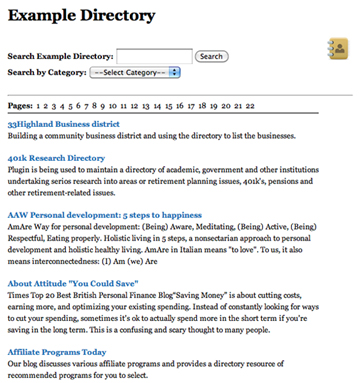 Example Directory
Search Example Directory: Search
Search by Category: --Select Category--
Pages: 1 2 3 4 5 6 7 8 9 10 11 12 13 14 15 16 17 18 19 20 21 22
33Highland Business district
Building a community business district and using the directory to list the businesses.
401k Research Directory
Plugin is being used to maintain a directory of academic, government and other institutions
undertaking serios research into areas or retirement planning issues, 401k's, pensions and
other retirement-related issues.
AAW Personal development: 5 steps to happiness
AmAre Way for personal development: (Being) Aware, Meditating, (Being) Active, (Being)
Respectful, Eating properly. Holistic living in 5 steps, a nonsectarian approach to personal
development and holistic healthy living. AmAre in Italian means "to love". To us, it also
means interconnectedness: (I) Am (we) Are
About Attitude "You Could Save"
Times Top 20 Best British Personal Finance Blog"Saving Money" is about cutting costs,
earning more, and optimizing your existing spending. Instead of constantly looking for ways
to cut your spending, sometimes it's ok to actually spend more in the short term if you're
saving in the long term. This is a confusing and scary thought to many people.
Affiliate Programs Today
Our blog discusses various affiliate programs and provides a directory resource of
recommended programs for you to select.